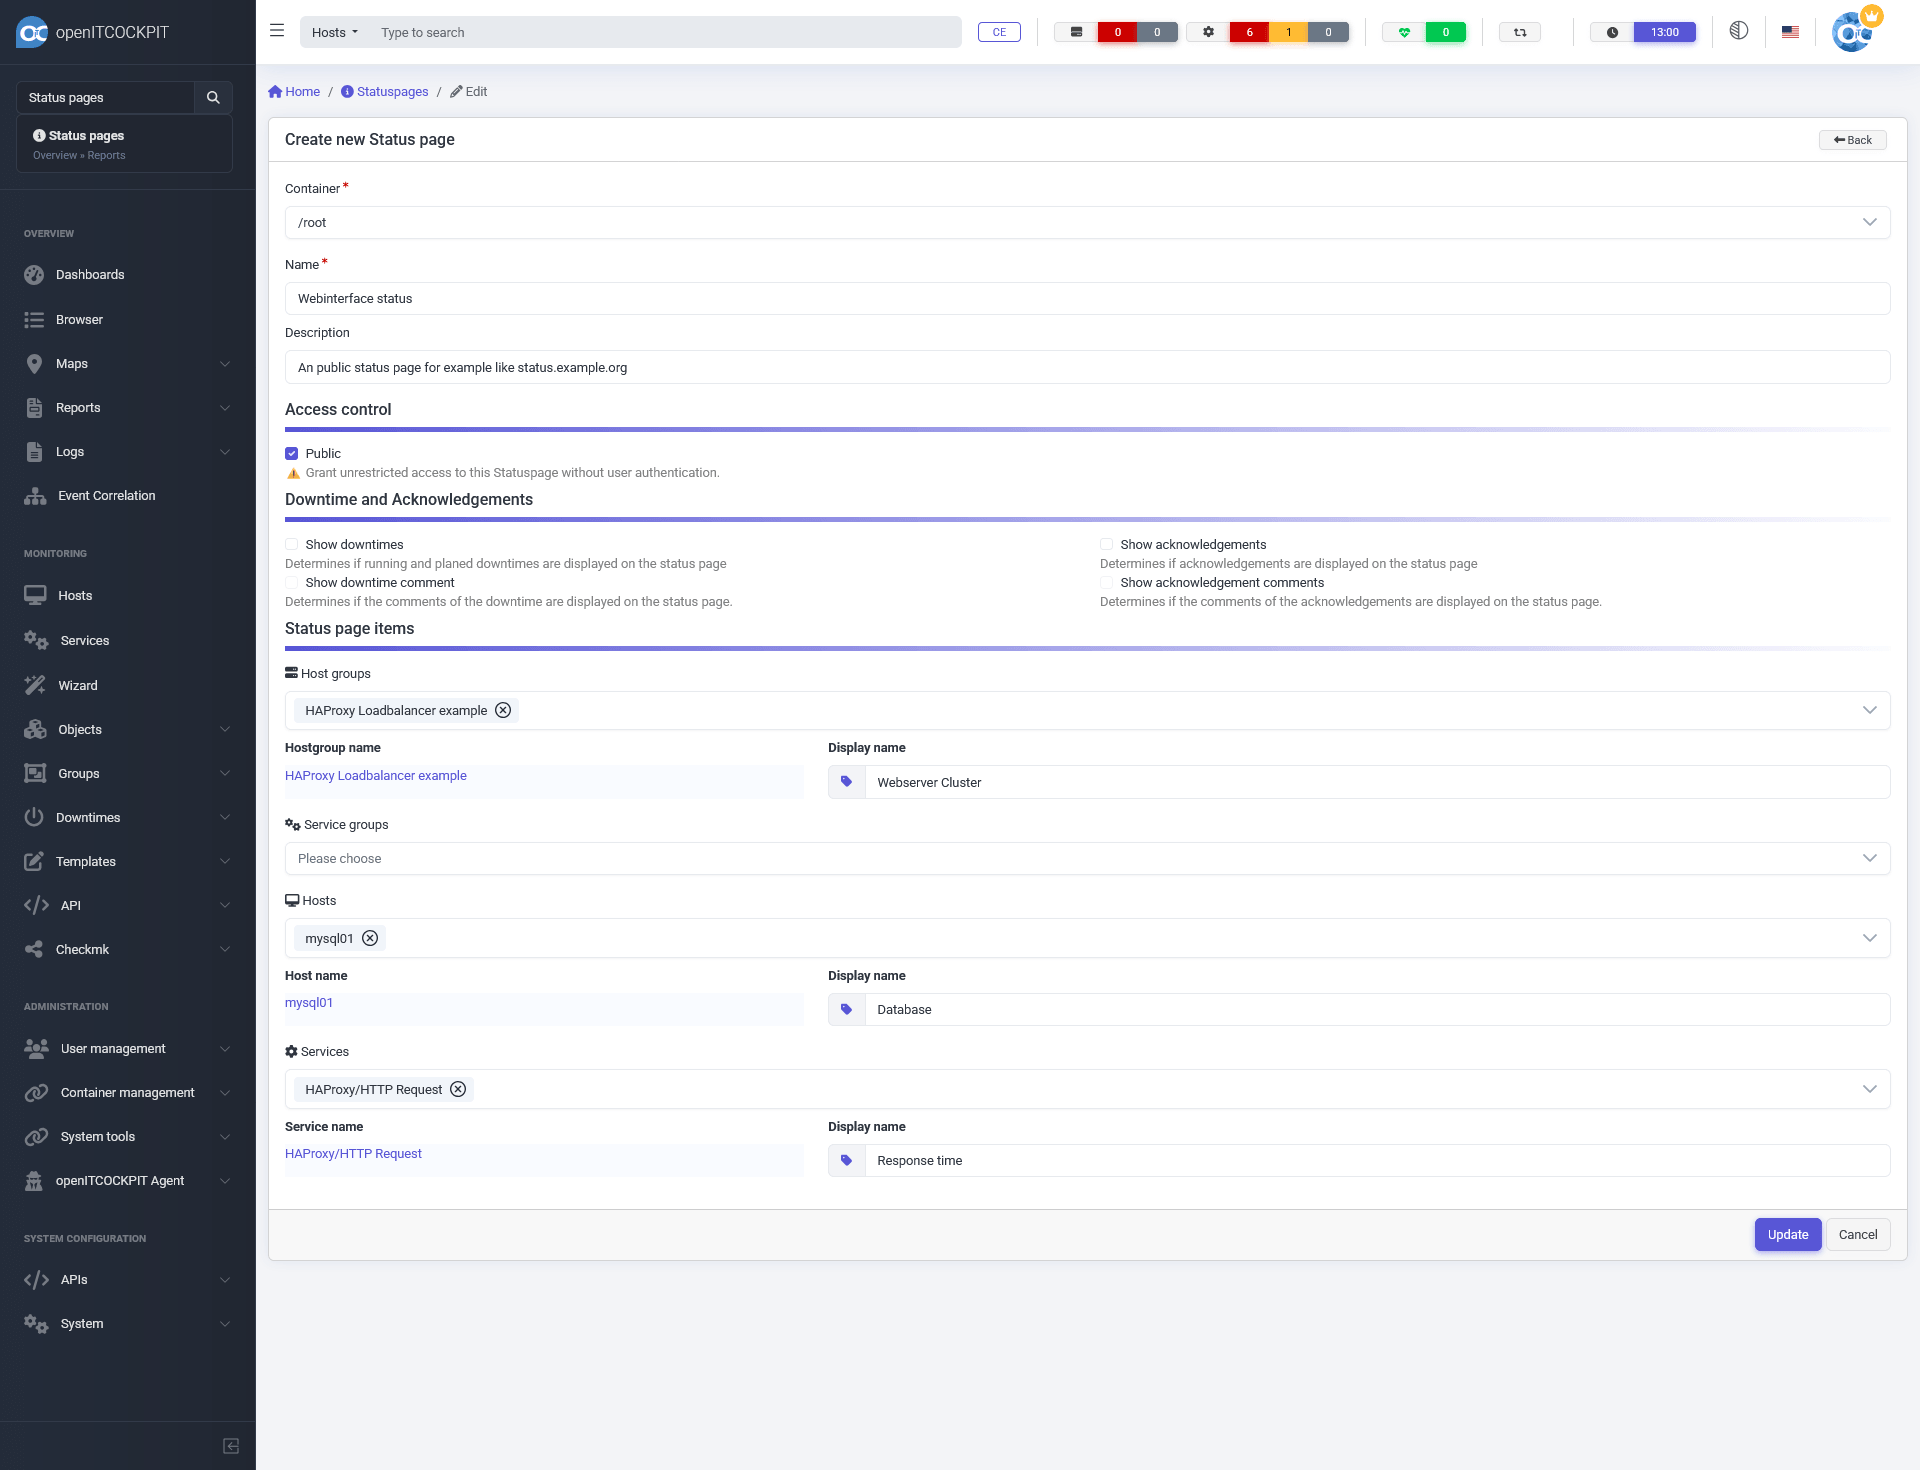 openITCOCKPIT
Hosts
Type to search
CE
0 0
6 1 0
0
13:00
Status pages
Status pages
Overview » Reports
OVERVIEW
Dashboards
Browser
Maps
Reports
Logs
Event Correlation
MONITORING
Hosts
Services
Wizard
Objects
Groups
Downtimes
Templates
API
Checkmk
ADMINISTRATION
User management
Container management
System tools
openITCOCKPIT Agent
SYSTEM CONFIGURATION
APIs
System
Home / Statuspages / Edit
Create new Status page
Back
Container *
/root
Name *
Webinterface status
Description
An public status page for example like status.example.org
Access control
Public
Grant unrestricted access to this Statuspage without user authentication.
Downtime and Acknowledgements
Show downtimes
Determines if running and planed downtimes are displayed on the status page
Show downtime comment
Determines if the comments of the downtime are displayed on the status page.
Show acknowledgements
Determines if acknowledgements are displayed on the status page
Show acknowledgement comments
Determines if the comments of the acknowledgements are displayed on the status page.
Status page items
Host groups
HAProxy Loadbalancer example
Hostgroup name
Display name
HAProxy Loadbalancer example
Webserver Cluster
Service groups
Please choose
Hosts
mysql01
Host name
Display name
mysql01
Database
Services
HAProxy/HTTP Request
Service name
Display name
HAProxy/HTTP Request
Response time
Update
Cancel